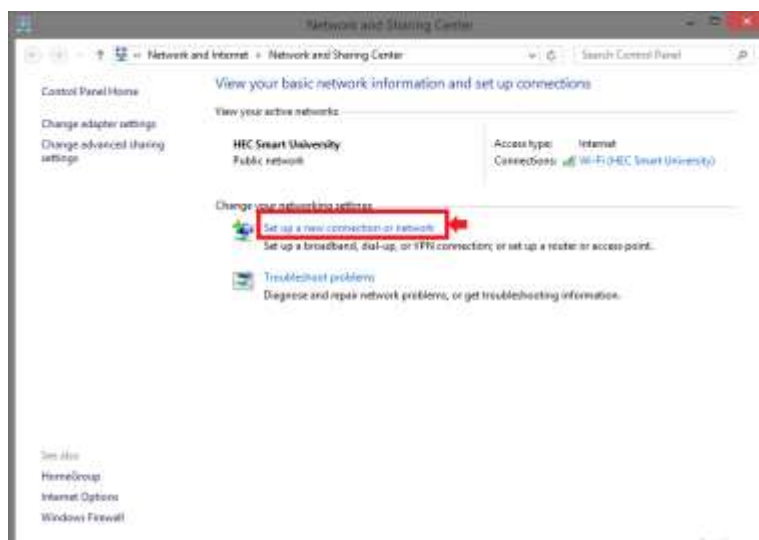 Network and Sharing Center
Network and Internet
Network and Sharing Center
Search Control Panel
Control Panel Home
Change adapter settings
Change advanced sharing
settings
View your basic network information and set up connections
View your active networks
HEC Smart University
Public network
Access type: Internet
Connections: Wi-Fi (HEC Smart University)
Change your networking settings
Set up a new connection or network
Set up a broadband, dial-up, or VPN connection; or set up a router or access point.
Troubleshoot problems
Diagnose and repair network problems, or get troubleshooting information.
See also
HomeGroup
Internet Options
Windows Firewall